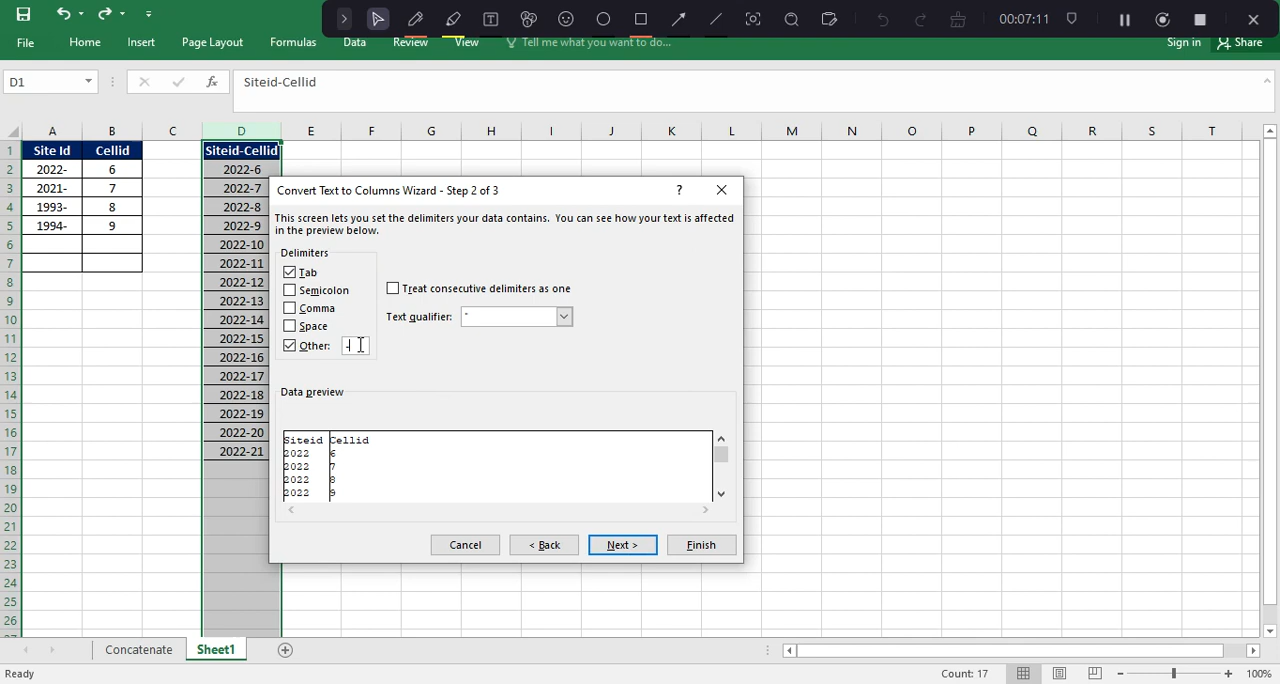 00:07:11
File Home Insert Page Layout Formulas Data Review View Tell me what you want to do... Sign in Share
D1 fx Siteid-Cellid
A B C D E F G H I J K L M N O P Q R S T
1 Site Id Cellid Siteid-Cellid
2 2022- 6 2022-6
3 2021- 7 2022-7
4 1993- 8 2022-8
5 1994- 9 2022-9
6 2022-10
7 2022-11
8 2022-12
9 2022-13
10 2022-14
11 2022-15
12 2022-16
13 2022-17
14 2022-18
15 2022-19
16 2022-20
17 2022-21
18
19
20
21
22
23
24
25
26
Convert Text to Columns Wizard - Step 2 of 3 ?
This screen lets you set the delimiters your data contains. You can see how your text is affected
in the preview below.
Delimiters
Tab
Semicolon
Comma
Space
Other: -
Treat consecutive delimiters as one
Text qualifier: "
Data preview
Siteid Cellid
2022 6
2022 7
2022 8
2022 9
Cancel < Back Next > Finish
Concatenate Sheet1
Ready Count: 17 100%